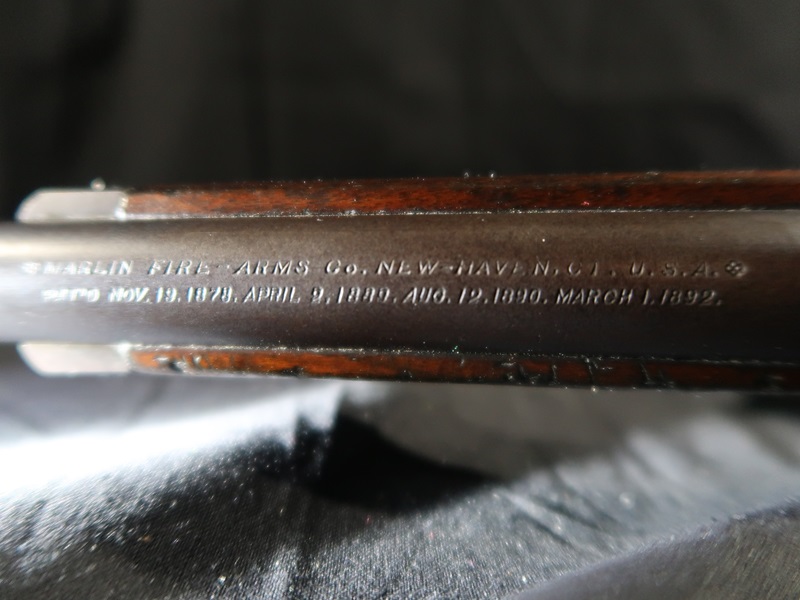 MARLIN FIRE-ARMS Co. NEW-HAVEN, CT. U.S.A.
PAT'D NOV. 19. 1878. APRIL 9, 1889. AUG. 12. 1890. MARCH 1, 1892.